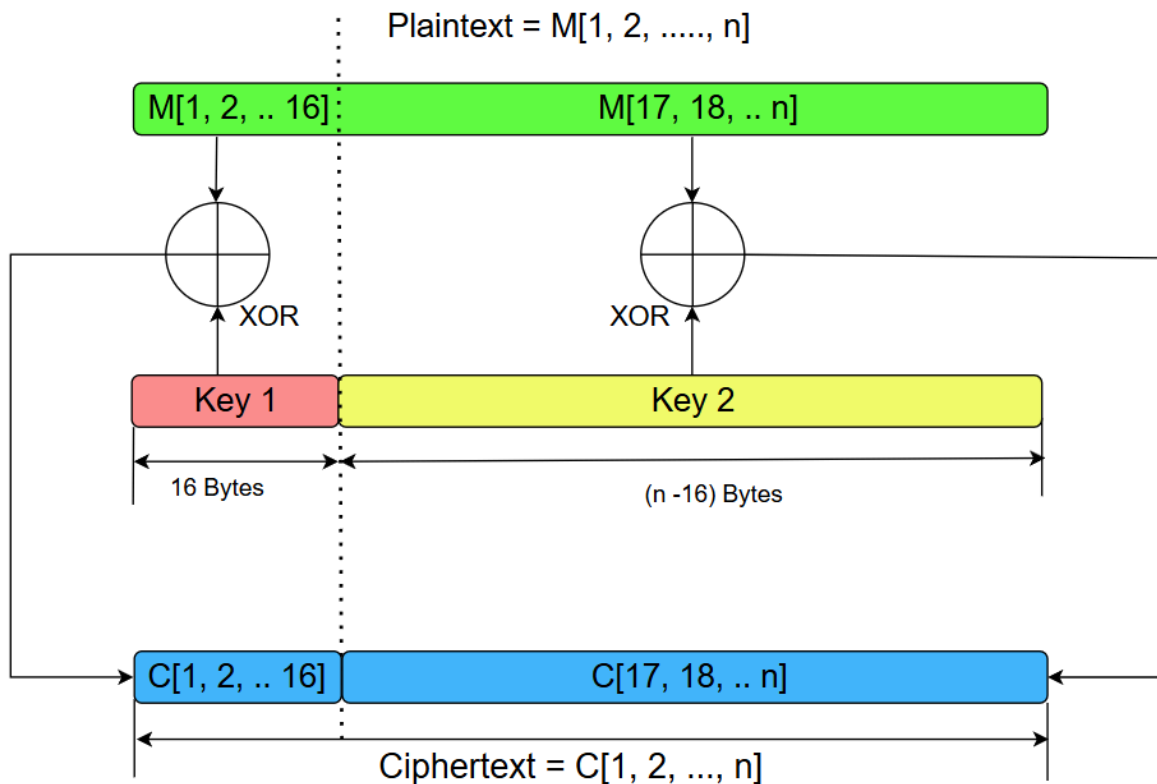 Plaintext = M[1, 2, ....., n]
M[1, 2, .. 16]
M[17, 18, .. n]
XOR
XOR
Key 1
Key 2
16 Bytes
(n -16) Bytes
C[1, 2, .. 16]
C[17, 18, .. n]
Ciphertext = C[1, 2, ..., n]